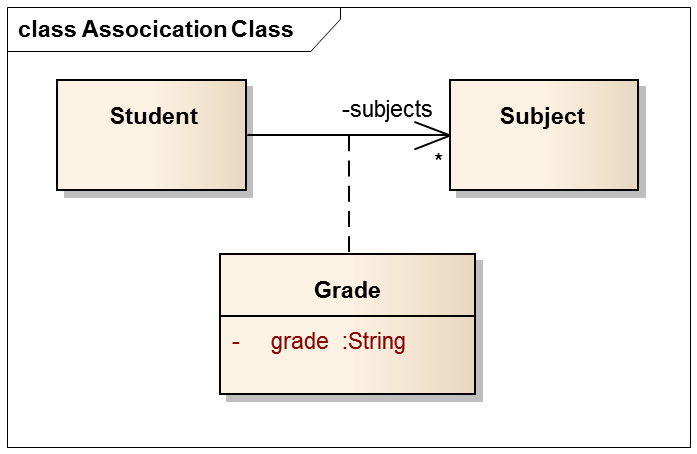 class Assocication Class
Student
-subjects
Subject
*
Grade
- grade :String